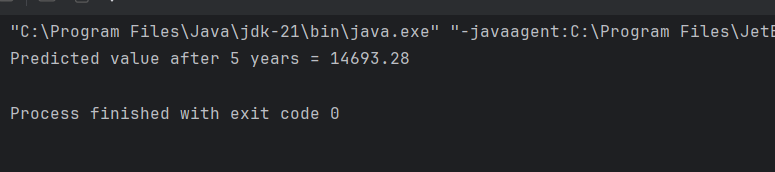 "C:\Program Files\Java\jdk-21\bin\java.exe" "-javaagent:C:\Program Files\JetB
Predicted value after 5 years = 14693.28
Process finished with exit code 0